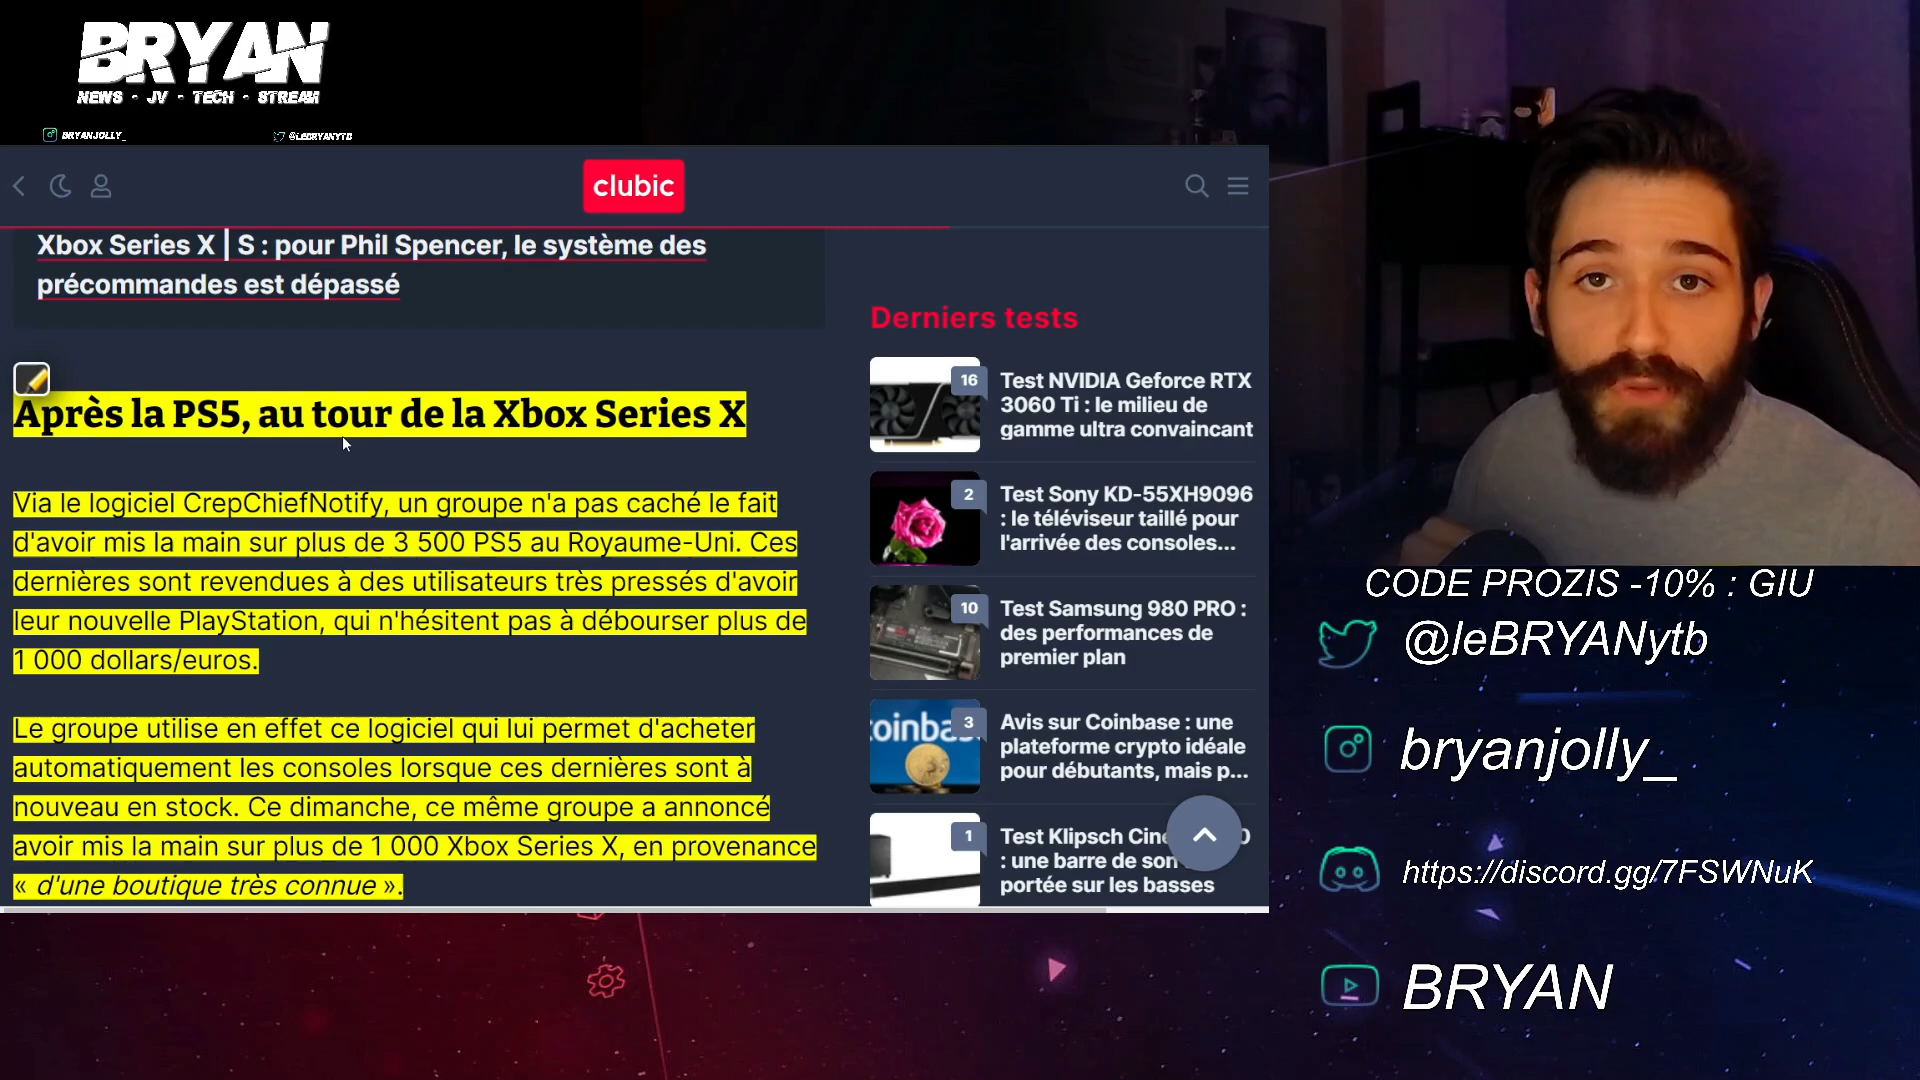 BRYAN
NEWS - JV - TECH - STREAM
BRYANJOLLY_
@LEBRYANYTB
clubic
Xbox Series X | S : pour Phil Spencer, le système des
précommandes est dépassé
Après la PS5, au tour de la Xbox Series X
Via le logiciel CrepChiefNotify, un groupe n'a pas caché le fait
d'avoir mis la main sur plus de 3 500 PS5 au Royaume-Uni. Ces
dernières sont revendues à des utilisateurs très pressés d'avoir
leur nouvelle PlayStation, qui n'hésitent pas à débourser plus de
1 000 dollars/euros.
Le groupe utilise en effet ce logiciel qui lui permet d'acheter
automatiquement les consoles lorsque ces dernières sont à
nouveau en stock. Ce dimanche, ce même groupe a annoncé
avoir mis la main sur plus de 1 000 Xbox Series X, en provenance
« d'une boutique très connue ».
Derniers tests
16
Test NVIDIA Geforce RTX
3060 Ti : le milieu de
gamme ultra convaincant
2
Test Sony KD-55XH9096
: le téléviseur taillé pour
l'arrivée des consoles...
10
Test Samsung 980 PRO :
des performances de
premier plan
coinba
3
Avis sur Coinbase : une
plateforme crypto idéale
pour débutants, mais p...
1
Test Klipsch Cine
: une barre de son
portée sur les basses
CODE PROZIS -10% : GIU
@leBRYANytb
bryanjolly_
https://discord.gg/7FSWNuK
BRYAN